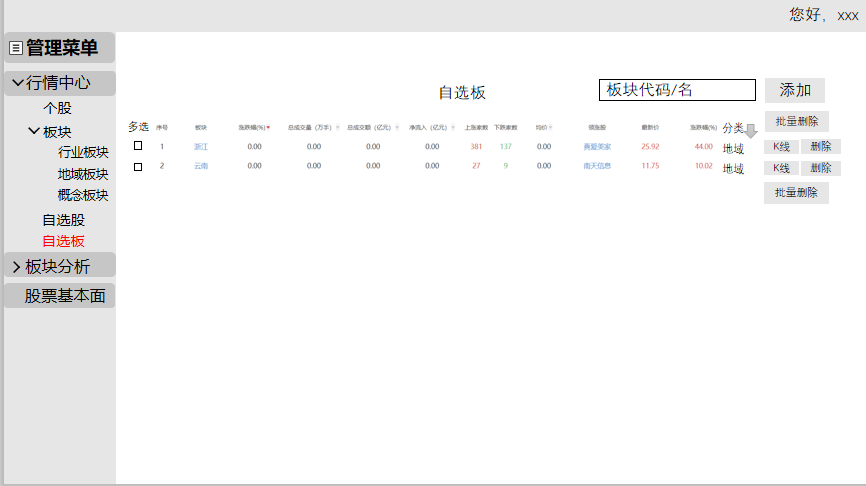 您好，xxx
管理菜单
行情中心
个股
板块
行业板块
地域板块
概念板块
自选股
自选板
板块分析
股票基本面
自选板 板块代码/名 添加
批量删除
多选 序号 板块 涨跌幅(%) 总成交量（万手） 总成交额（亿元） 净流入（亿元） 上涨家数 下跌家数 均价 领涨股 最新价 涨跌幅(%) 分类
1 浙江 0.00 0.00 0.00 0.00 381 137 0.00 喜爱美家 25.92 44.00 地域 K线 删除
2 云南 0.00 0.00 0.00 0.00 27 9 0.00 南天信息 11.75 10.02 地域 K线 删除
批量删除